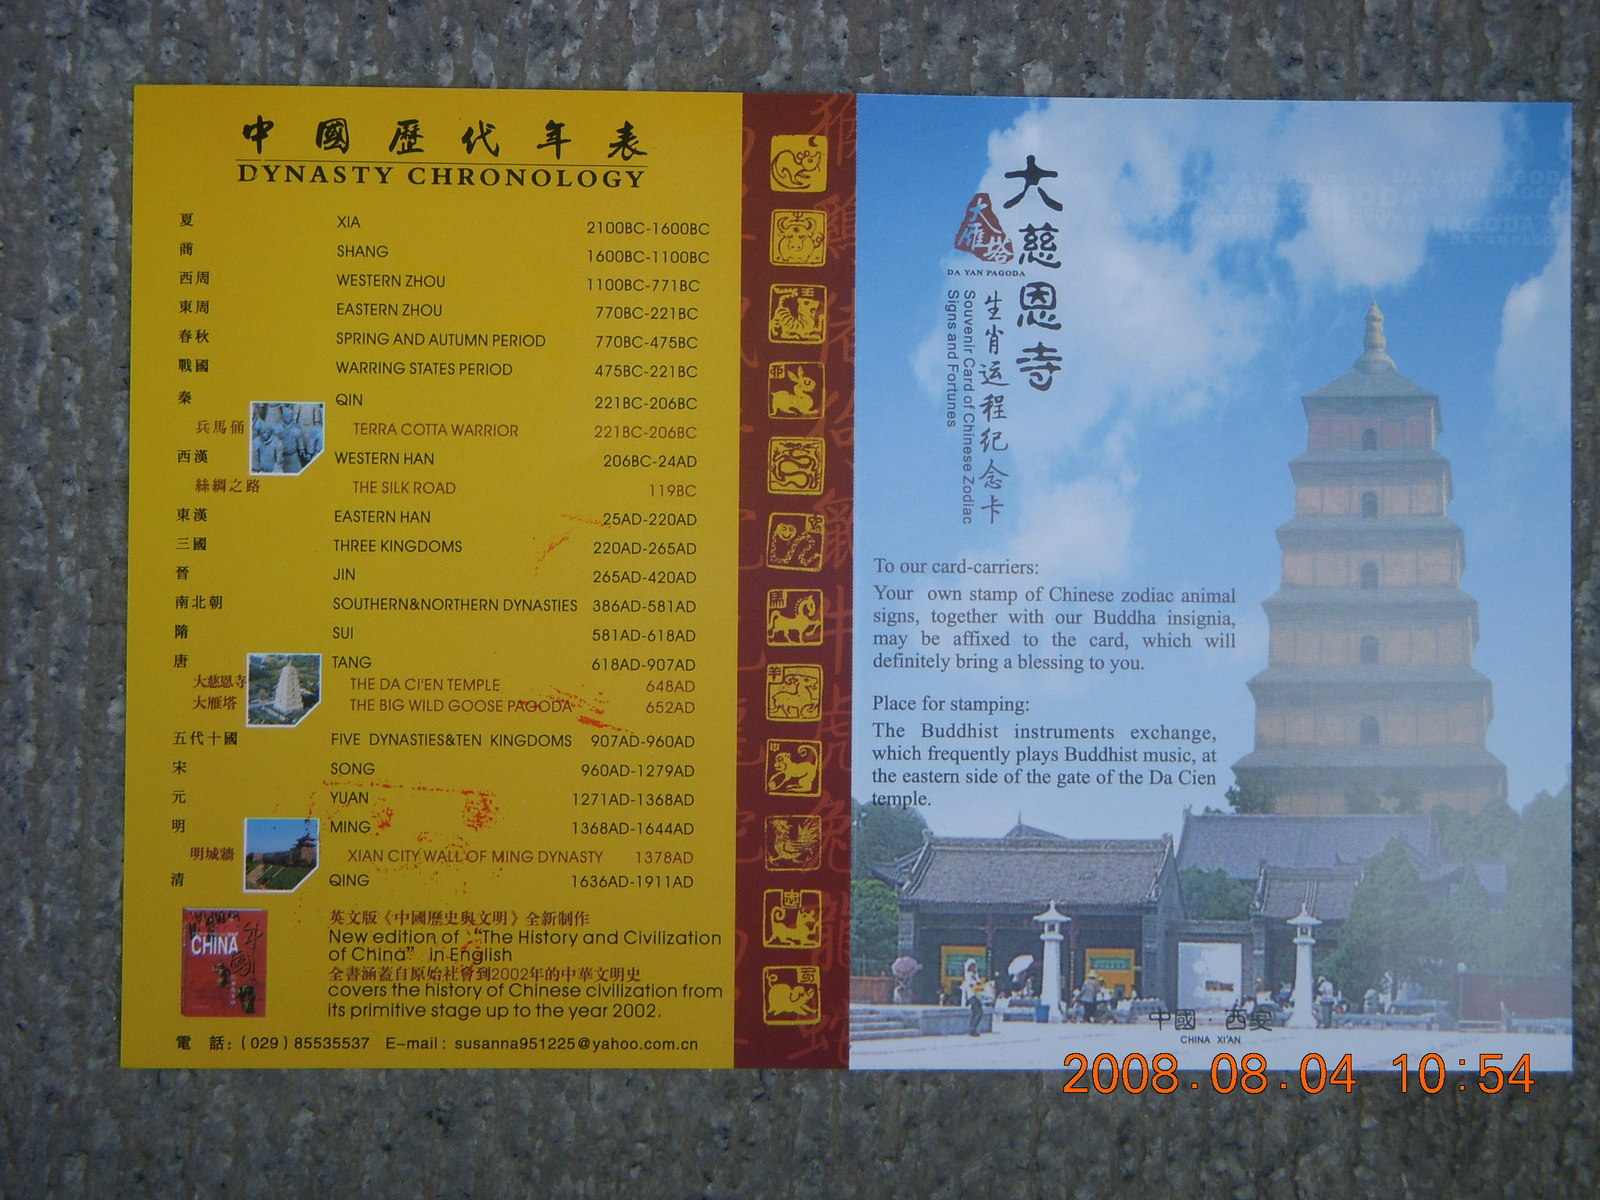 中國歷代年表
DYNASTY CHRONOLOGY
夏 XIA 2100BC-1600BC
商 SHANG 1600BC-1100BC
西周 WESTERN ZHOU 1100BC-771BC
東周 EASTERN ZHOU 770BC-221BC
春秋 SPRING AND AUTUMN PERIOD 770BC-475BC
戰國 WARRING STATES PERIOD 475BC-221BC
秦 QIN 221BC-206BC
兵馬俑 TERRA COTTA WARRIOR 221BC-206BC
西漢 WESTERN HAN 206BC-24AD
絲綢之路 THE SILK ROAD 119BC
東漢 EASTERN HAN 25AD-220AD
三國 THREE KINGDOMS 220AD-265AD
晉 JIN 265AD-420AD
南北朝 SOUTHERN&NORTHERN DYNASTIES 386AD-581AD
隋 SUI 581AD-618AD
唐 TANG 618AD-907AD
大慈恩寺 THE DA CI'EN TEMPLE 648AD
大雁塔 THE BIG WILD GOOSE PAGODA 652AD
五代十國 FIVE DYNASTIES&TEN KINGDOMS 907AD-960AD
宋 SONG 960AD-1279AD
元 YUAN 1271AD-1368AD
明 MING 1368AD-1644AD
明城牆 XIAN CITY WALL OF MING DYNASTY 1378AD
清 QING 1636AD-1911AD
CHINA
英文版《中國歷史與文明》全新制作
New edition of “The History and Civilization
of China” in English
全書涵蓋自原始社會到2002年的中華文明史
covers the history of Chinese civilization from
its primitive stage up to the year 2002.
電 話:(029)85535537 E-mail: susanna951225@yahoo.com.cn
大慈恩寺
大雁塔
DA YAN PAGODA
生肖运程纪念卡
Souvenir Card of Chinese Zodiac
Signs and Fortunes
To our card-carriers:
Your own stamp of Chinese zodiac animal
signs, together with our Buddha insignia,
may be affixed to the card, which will
definitely bring a blessing to you.
Place for stamping:
The Buddhist instruments exchange,
which frequently plays Buddhist music, at
the eastern side of the gate of the Da Cien
temple.
中國·西安
CHINA XI'AN
2008.08.04 10:54